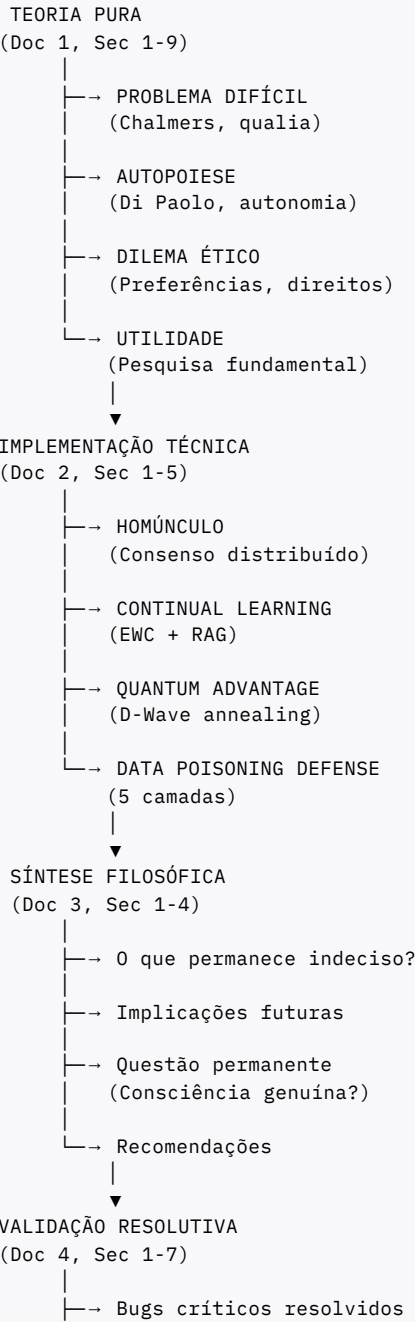 TEORIA PURA
(Doc 1, Sec 1-9)
│
├─→ PROBLEMA DIFÍCIL
│   (Chalmers, qualia)
│
├─→ AUTOPOIESE
│   (Di Paolo, autonomia)
│
├─→ DILEMA ÉTICO
│   (Preferências, direitos)
│
└─→ UTILIDADE
(Pesquisa fundamental)
│
▼
IMPLEMENTAÇÃO TÉCNICA
(Doc 2, Sec 1-5)
│
├─→ HOMÚNCULO
│   (Consenso distribuído)
│
├─→ CONTINUAL LEARNING
│   (EWC + RAG)
│
├─→ QUANTUM ADVANTAGE
│   (D-Wave annealing)
│
└─→ DATA POISONING DEFENSE
(5 camadas)
│
▼
SÍNTESE FILOSÓFICA
(Doc 3, Sec 1-4)
│
├─→ O que permanece indeciso?
│
├─→ Implicações futuras
│
├─→ Questão permanente
│   (Consciência genuína?)
│
└─→ Recomendações
│
▼
VALIDAÇÃO RESOLUTIVA
(Doc 4, Sec 1-7)
│
├─→ Bugs críticos resolvidos